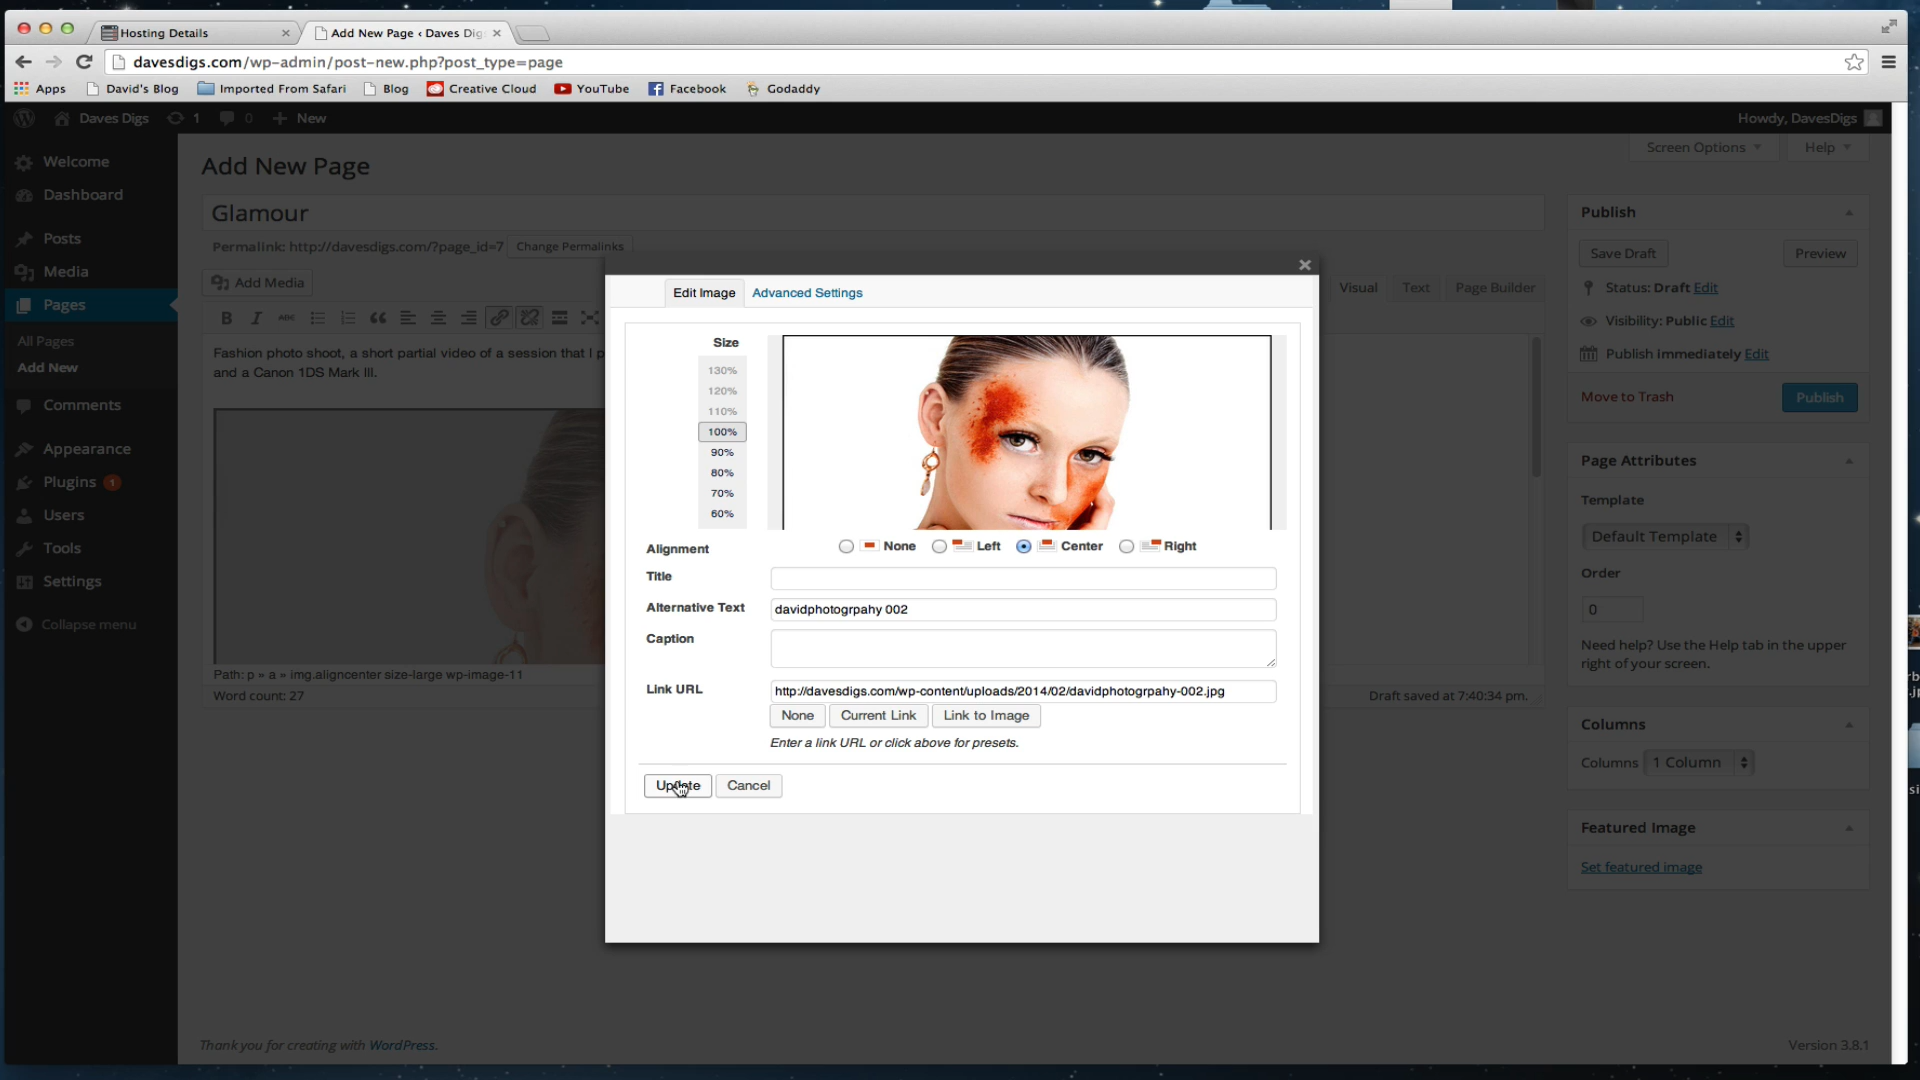 Hosting Details
Add New Page ‹ Daves Dig
davesdigs.com/wp-admin/post-new.php?post_type=page
Apps David's Blog Imported From Safari Blog Creative Cloud YouTube Facebook Godaddy
Daves Digs 1 0 + New
Howdy, DavesDigs
Welcome
Dashboard
Posts
Media
Pages
All Pages
Add New
Comments
Appearance
Plugins 1
Users
Tools
Settings
Collapse menu
Screen Options
Help
Add New Page
Glamour
Permalink: http://davesdigs.com/?page_id=7 Change Permalinks
Add Media
Visual Text Page Builder
B I ABC
Fashion photo shoot, a short partial video of a session that I p
and a Canon 1DS Mark III.
Path: p » a » img.aligncenter size-large wp-image-11
Word count: 27
Draft saved at 7:40:34 pm.
Edit Image Advanced Settings
Size
130%
120%
110%
100%
90%
80%
70%
60%
Alignment None Left Center Right
Title
Alternative Text davidphotogrpahy 002
Caption
Link URL http://davesdigs.com/wp-content/uploads/2014/02/davidphotogrpahy-002.jpg
None Current Link Link to Image
Enter a link URL or click above for presets.
Update Cancel
Publish
Save Draft Preview
Status: Draft Edit
Visibility: Public Edit
Publish immediately Edit
Move to Trash Publish
Page Attributes
Template
Default Template
Order
0
Need help? Use the Help tab in the upper
right of your screen.
Columns
Columns 1 Column
Featured Image
Set featured image
Thank you for creating with WordPress.
Version 3.8.1